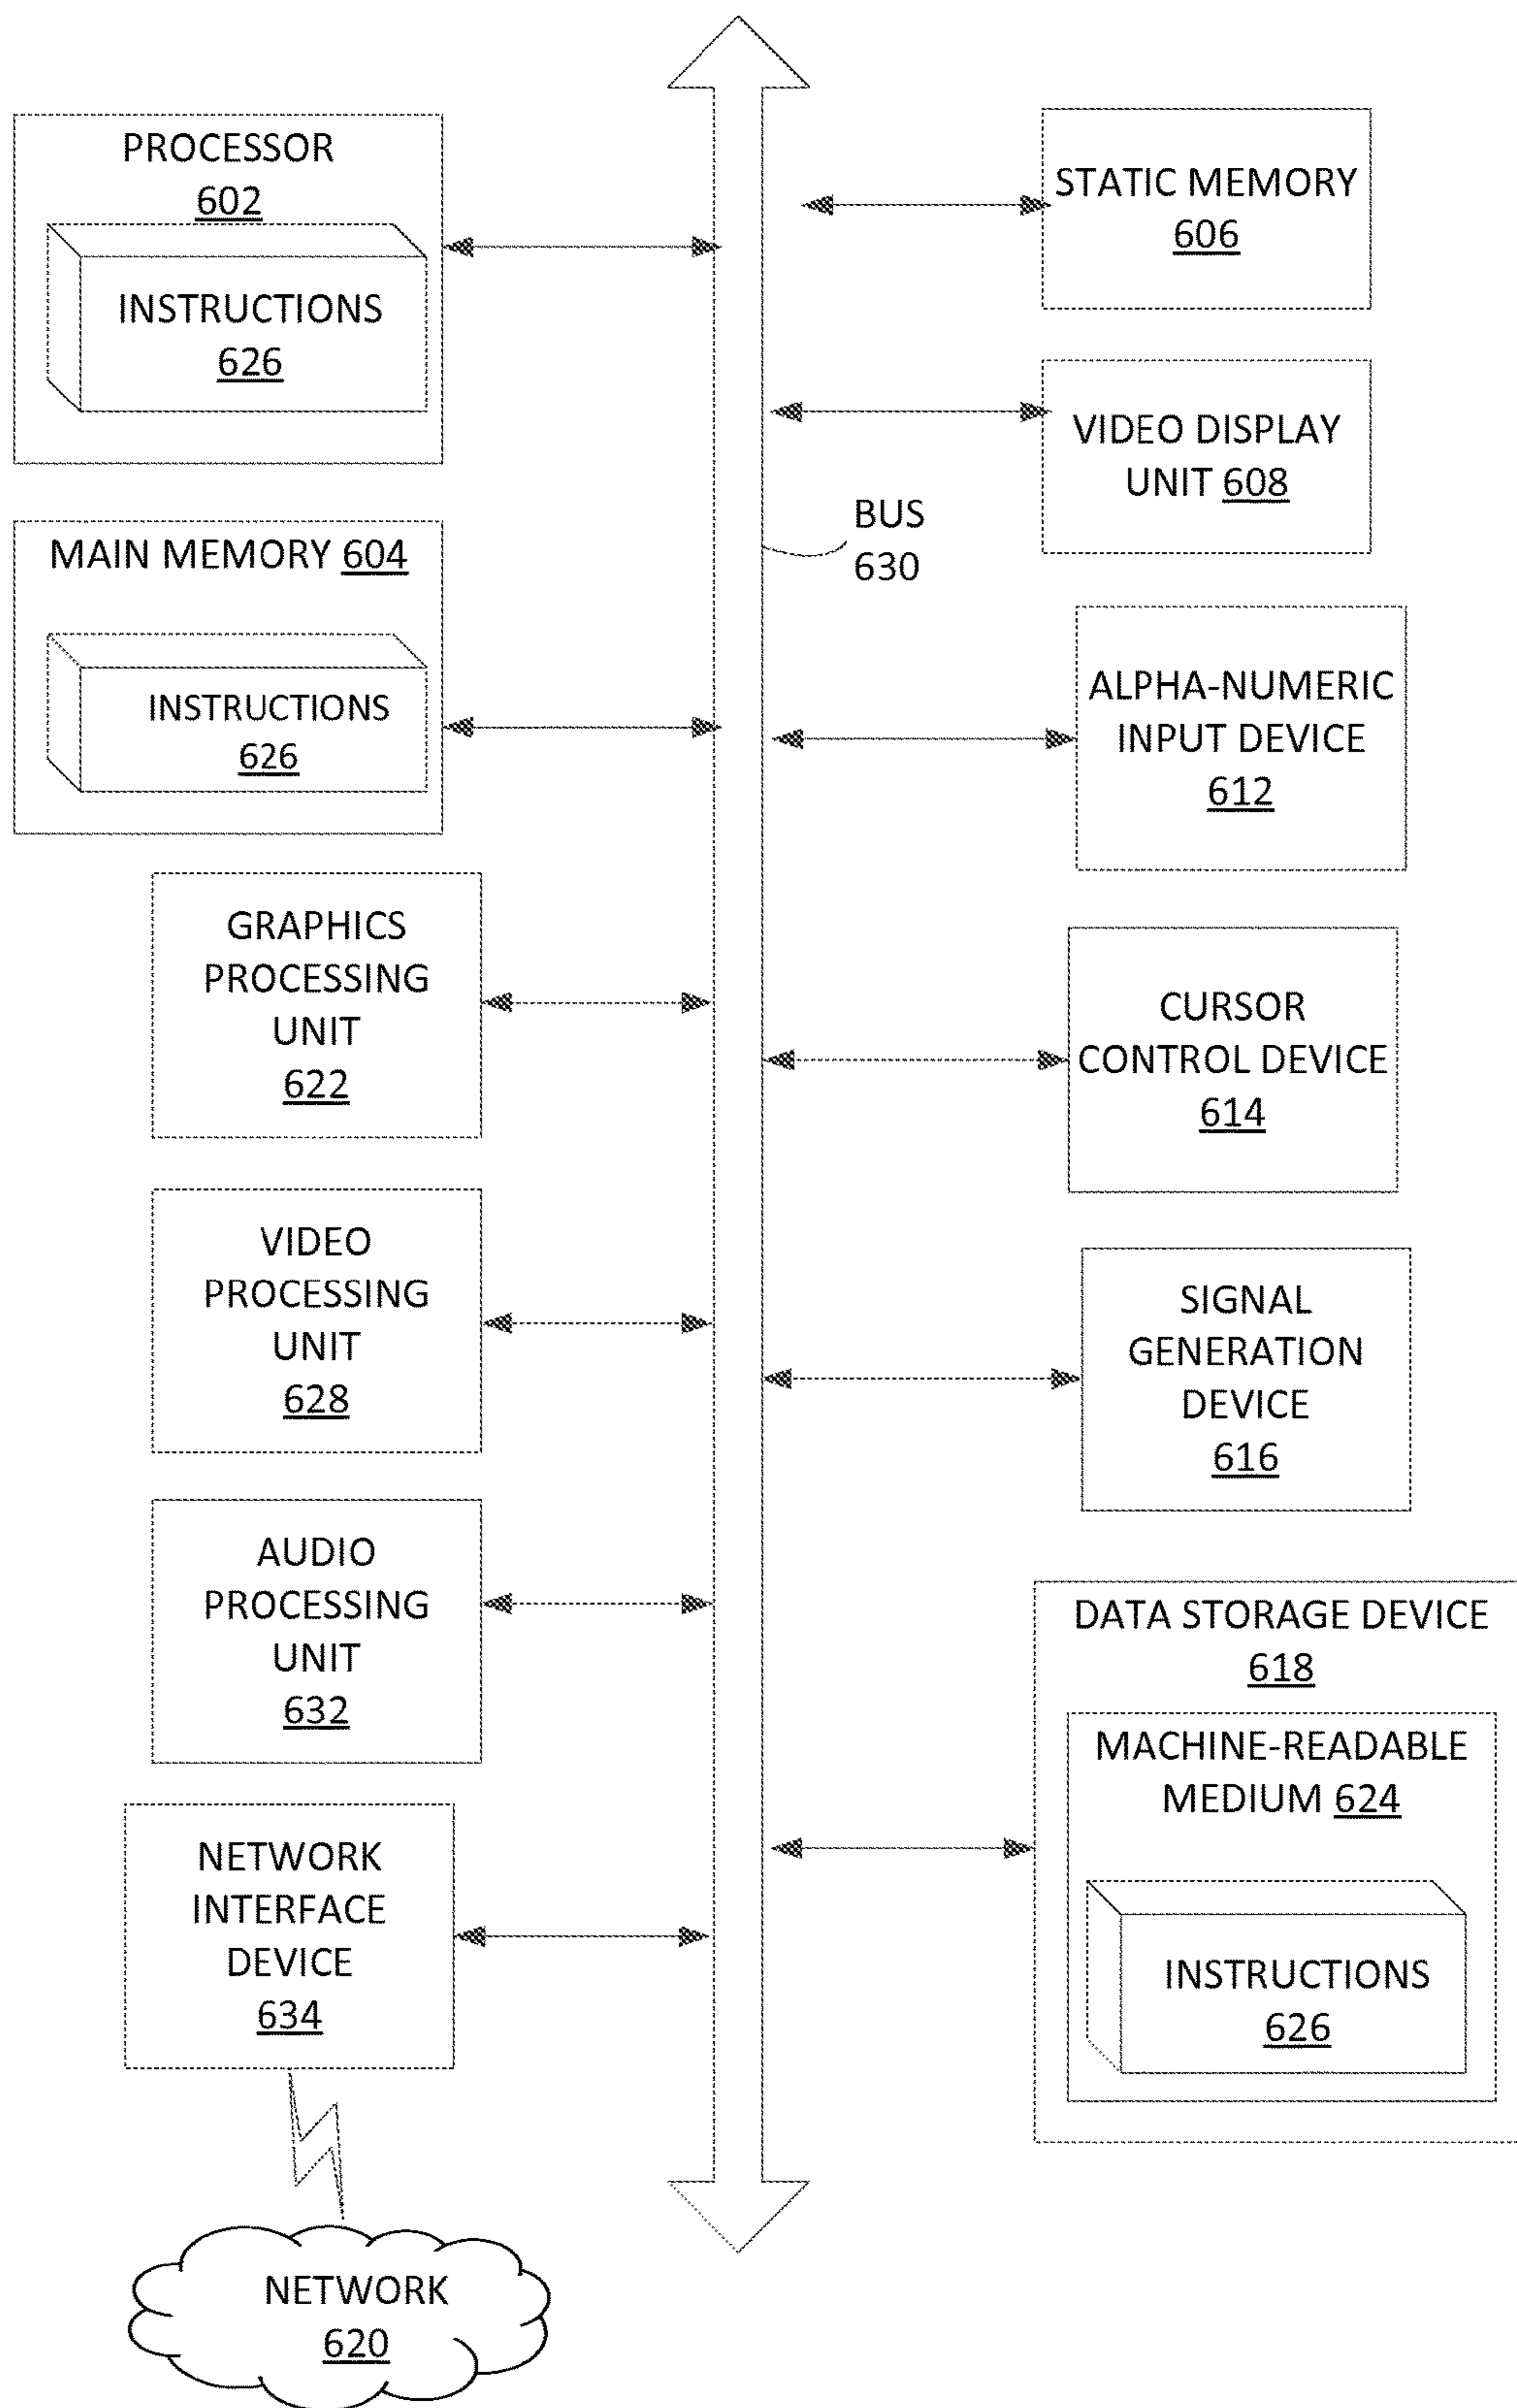 PROCESSOR
602
INSTRUCTIONS
626
MAIN MEMORY 604
INSTRUCTIONS
626
GRAPHICS
PROCESSING
UNIT
622
VIDEO
PROCESSING
UNIT
628
AUDIO
PROCESSING
UNIT
632
NETWORK
INTERFACE
DEVICE
634
NETWORK
620
BUS
630
STATIC MEMORY
606
VIDEO DISPLAY
UNIT 608
ALPHA-NUMERIC
INPUT DEVICE
612
CURSOR
CONTROL DEVICE
614
SIGNAL
GENERATION
DEVICE
616
DATA STORAGE DEVICE
618
MACHINE-READABLE
MEDIUM 624
INSTRUCTIONS
626